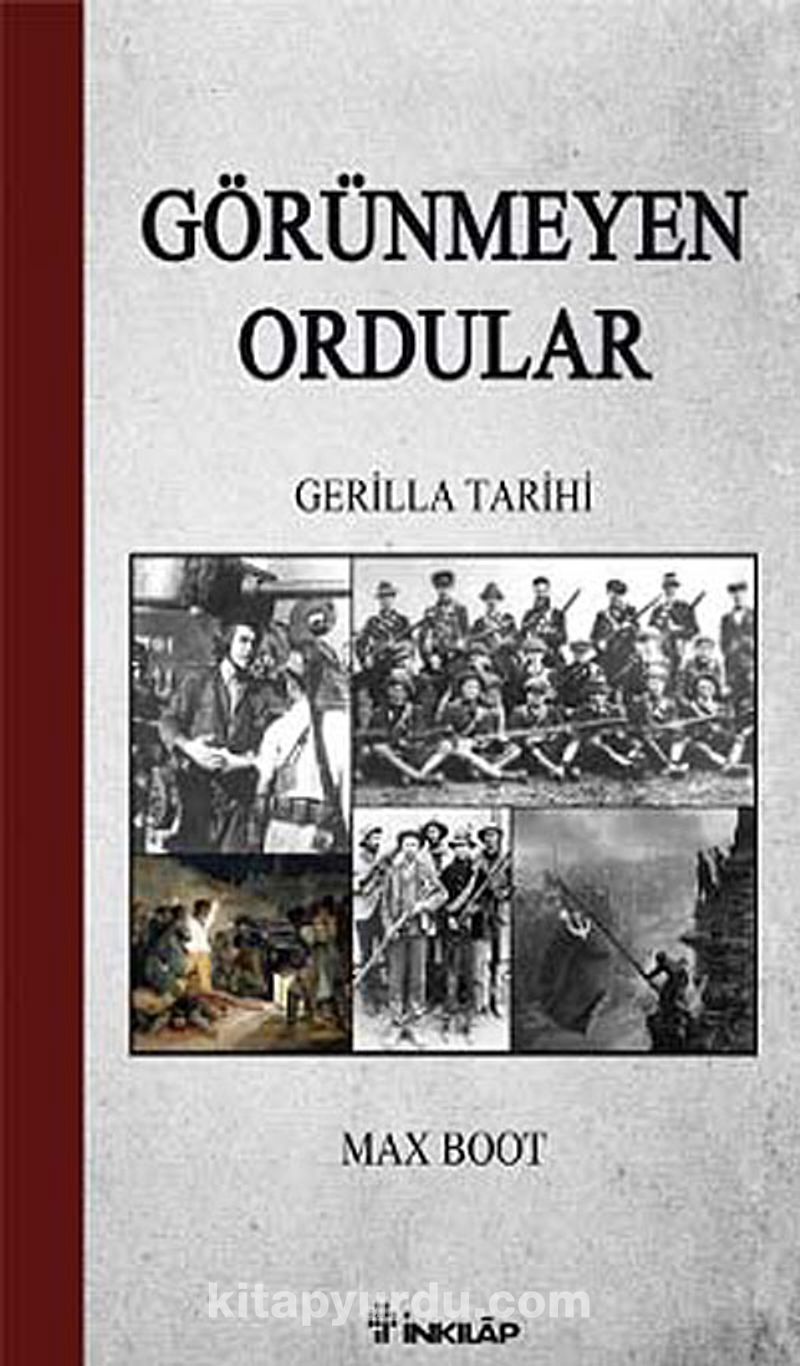 GÖRÜNMEYEN
ORDULAR
GERİLLA TARİHİ
MAX BOOT
kitapyurdu.com
İNKILÂP